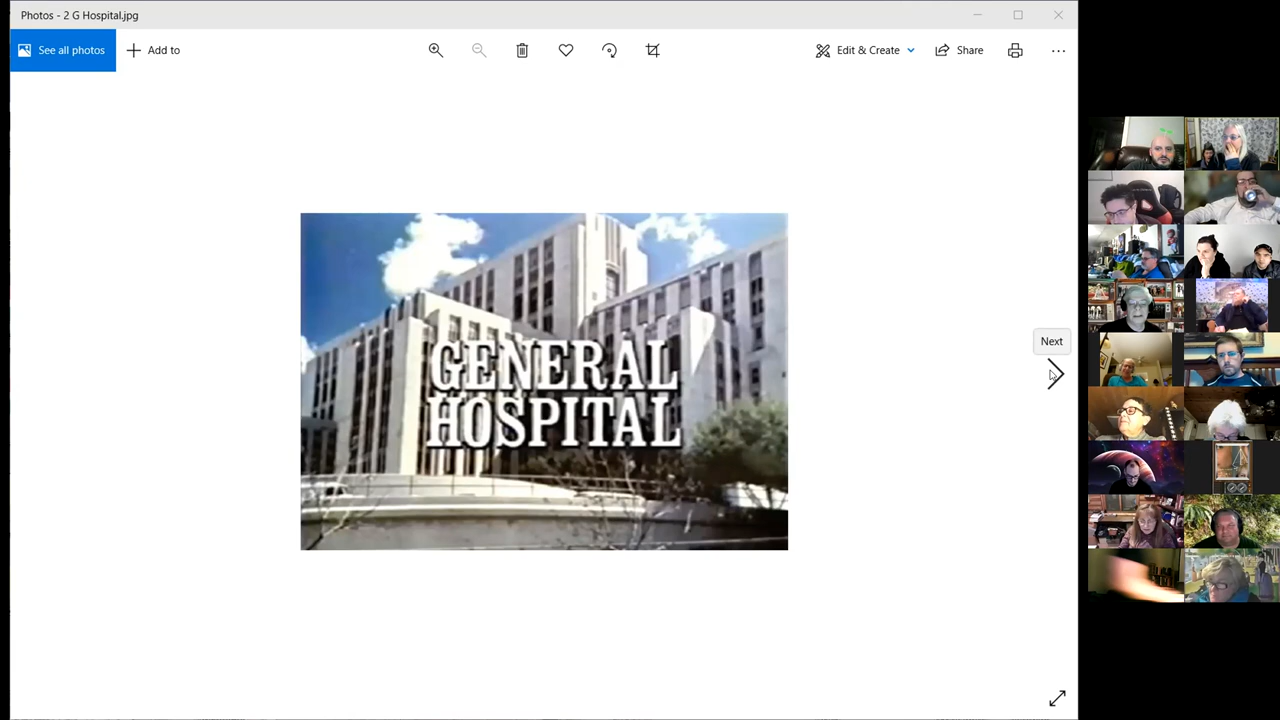 Photos - 2 G Hospital.jpg
See all photos
Add to
Edit & Create
Share
GENERAL
HOSPITAL
Next